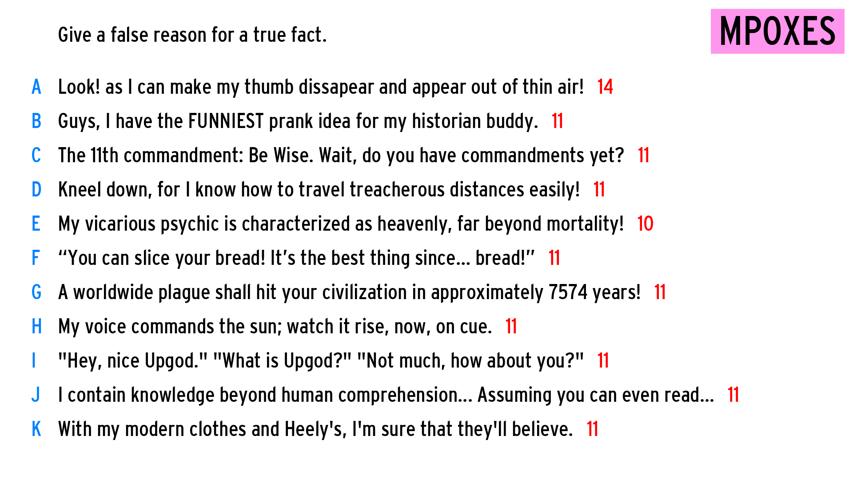 Give a false reason for a true fact.
MPOXES
A Look! as I can make my thumb dissapear and appear out of thin air! 14
B Guys, I have the FUNNIEST prank idea for my historian buddy. 11
C The 11th commandment: Be Wise. Wait, do you have commandments yet? 11
D Kneel down, for I know how to travel treacherous distances easily! 11
E My vicarious psychic is characterized as heavenly, far beyond mortality! 10
F “You can slice your bread! It’s the best thing since... bread!” 11
G A worldwide plague shall hit your civilization in approximately 7574 years! 11
H My voice commands the sun; watch it rise, now, on cue. 11
I "Hey, nice Upgod." "What is Upgod?" "Not much, how about you?" 11
J I contain knowledge beyond human comprehension... Assuming you can even read... 11
K With my modern clothes and Heely's, I'm sure that they'll believe. 11